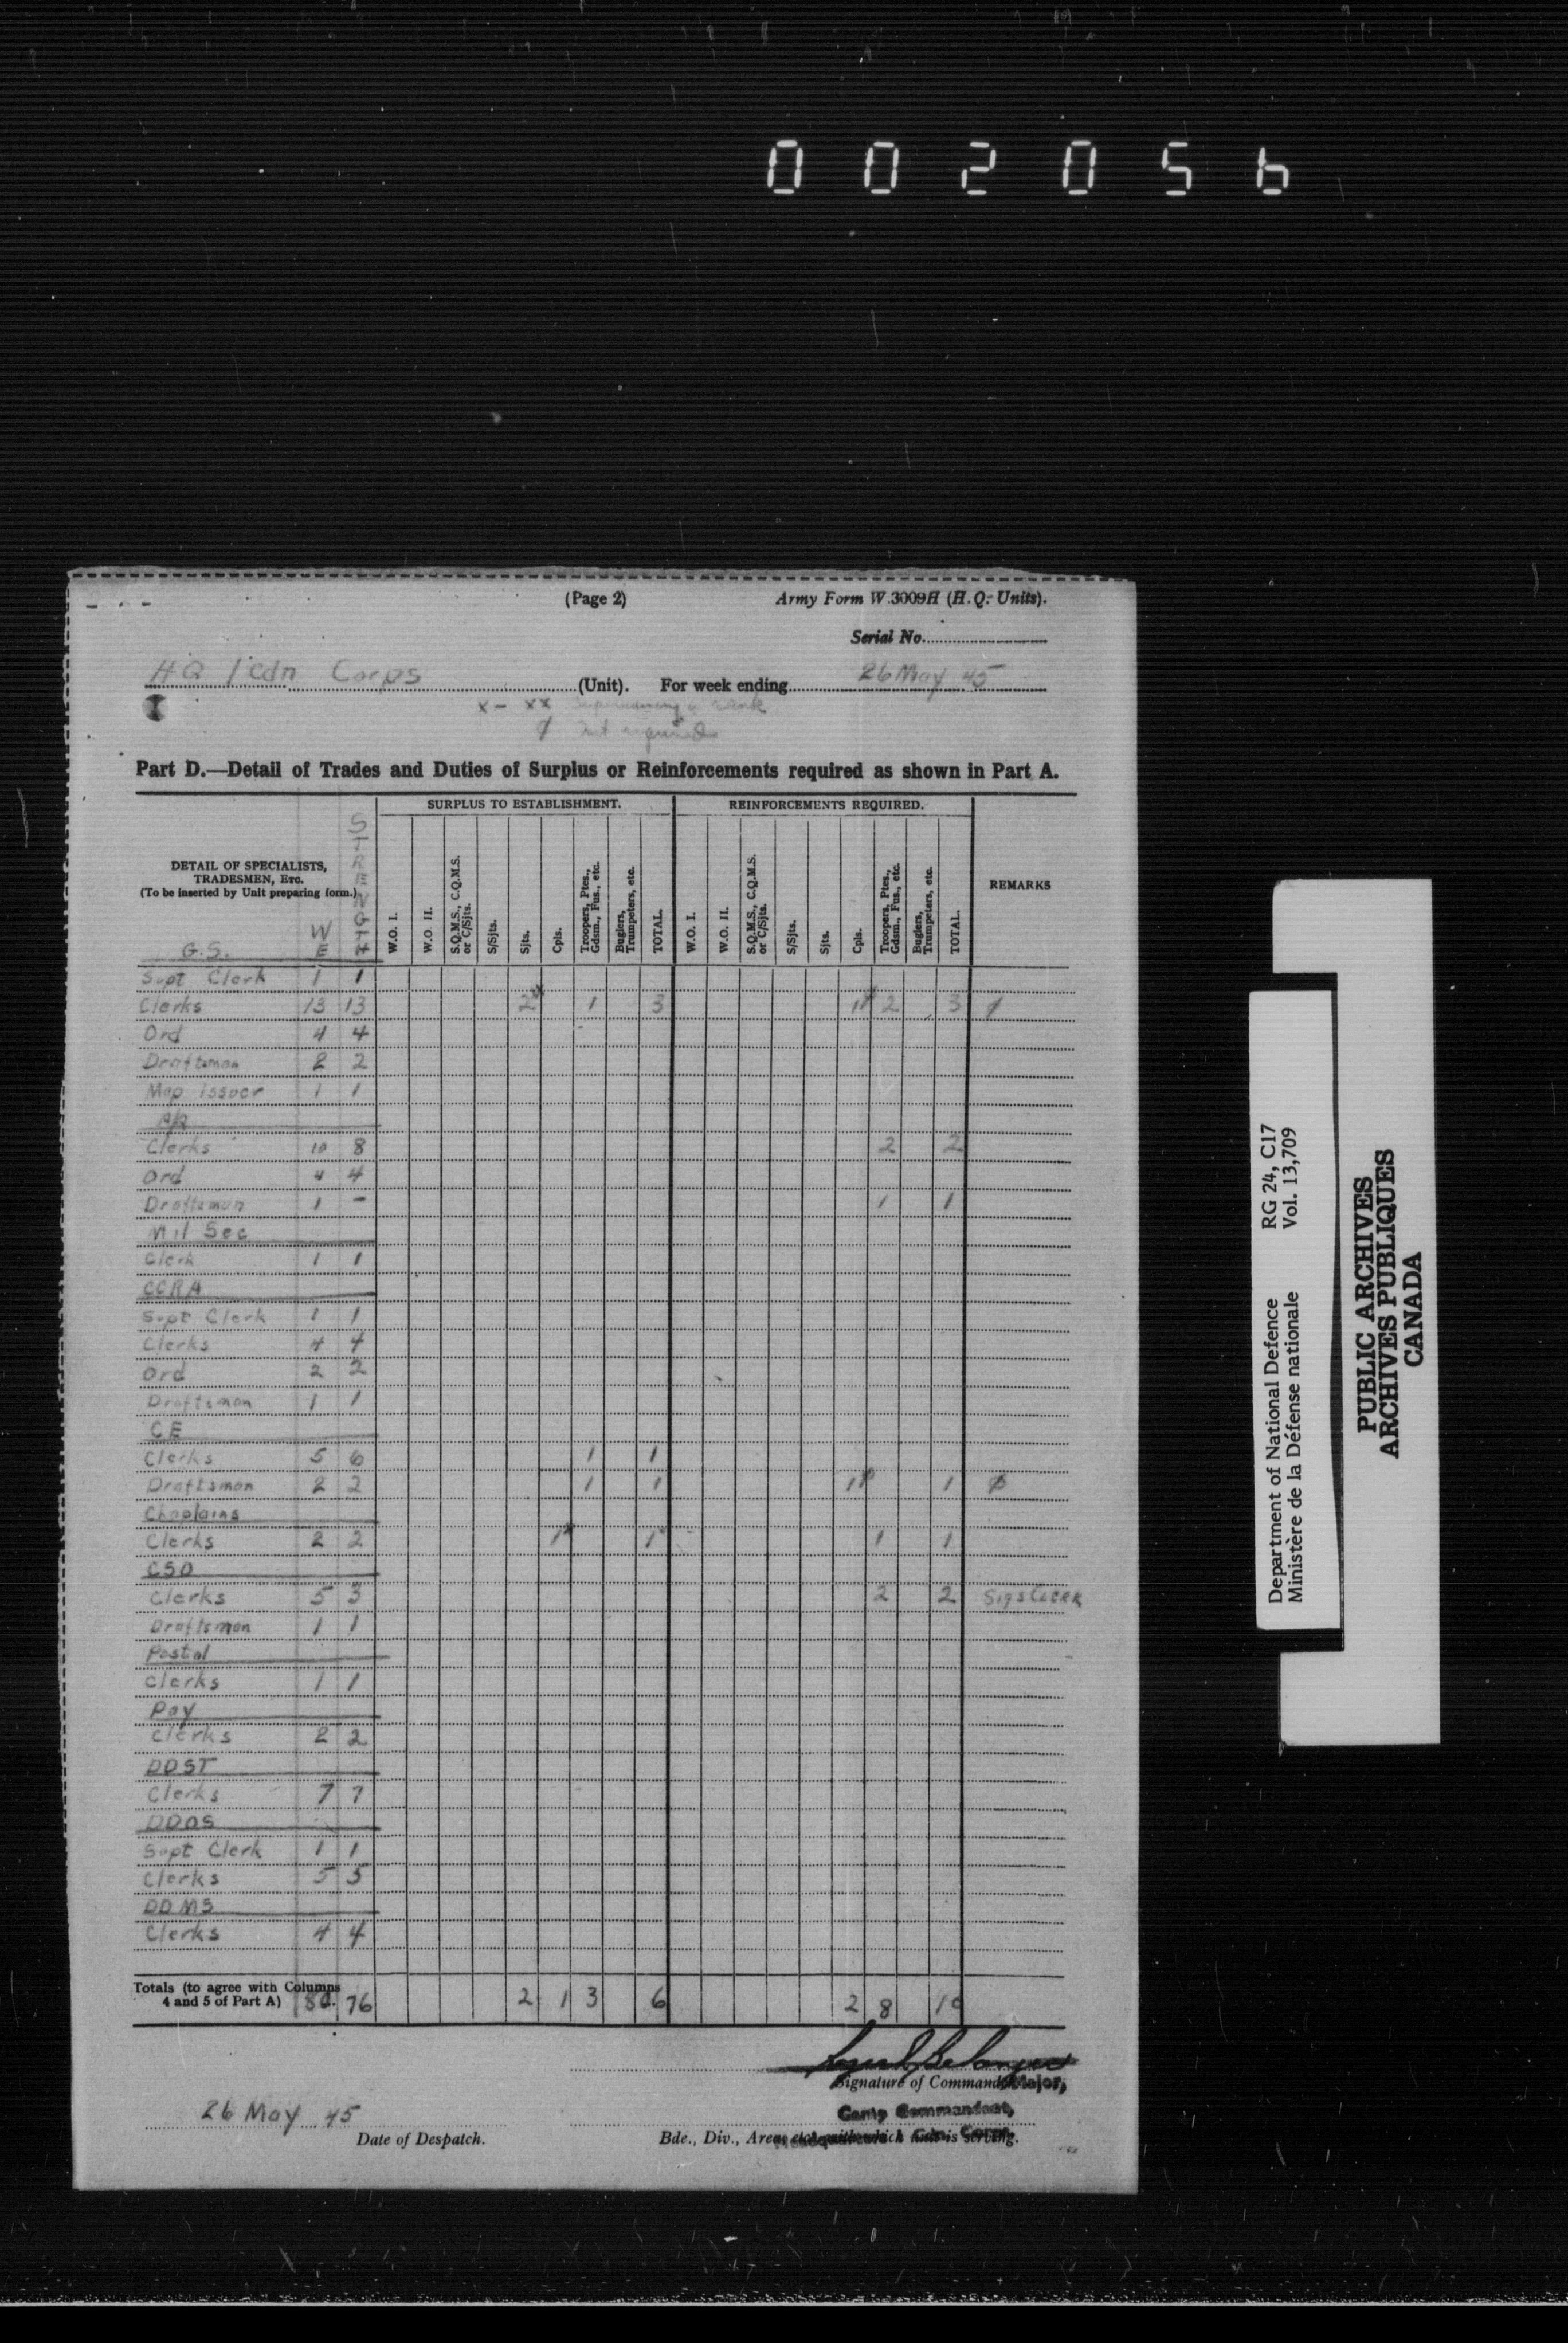 002056
(Page 2)
Army Form W.3009H (H.Q. Units).
Serial No.
HQ 1 Cdn Corps (Unit). For week ending 26 May 45
x - xx Supernumary rank
Not required
Part D.—Detail of Trades and Duties of Surplus or Reinforcements required as shown in Part A.
DETAIL OF SPECIALISTS, TRADESMEN, Etc.
(To be inserted by Unit preparing form.)
WE
STRENGTH
SURPLUS TO ESTABLISHMENT.
W.O. I.
W.O. II.
S.Q.M.S., C.Q.M.S. or C/Sjts.
S/Sjts.
Sjts.
Cpls.
Troopers, Ptes., Gdsm., Fus., etc.
Buglers, Trumpeters, etc.
TOTAL.
REINFORCEMENTS REQUIRED.
W.O. I.
W.O. II.
S.Q.M.S., C.Q.M.S. or C/Sjts.
S/Sjts.
Sjts.
Cpls.
Troopers, Ptes., Gdsm., Fus., etc.
Buglers, Trumpeters, etc.
TOTAL.
REMARKS
G.S.
Supt Clerk 1 1
Clerks 13 13 2x 1 3 1 2 3
Ord 4 4
Draftsman 2 2
Map issuer 1 1
A/Q
Clerks 10 8 2 2
Ord 4 4
Draftsman 1 - 1 1
Mil Sec
Clerk 1 1
CCRA
Supt Clerk 1 1
Clerks 4 4
Ord 2 2
Draftsman 1 1
CE
Clerks 5 6 1 1
Draftsman 2 2 1 1 1 1
Chaplains
Clerks 2 2 1x 1 1 1
CSO
Clerks 5 3 2 2 Sigs CLERK
Draftsman 1 1
Postal
Clerks 1 1
Pay
Clerks 2 2
DDST
Clerks 7 7
DDOS
Supt Clerk 1 1
Clerks 5 5
DDMS
Clerks 4 4
Totals (to agree with Columns 4 and 5 of Part A) 80 76 2 1 3 6 2 8 10
Signature of Commander
Major,
Camp Commandant,
26 May 45
Date of Despatch.
Bde., Div., Area, etc. with which unit is serving.
Department of National Defence RG 24, C17
Ministère de la Défense nationale Vol. 13,709
PUBLIC ARCHIVES
ARCHIVES PUBLIQUES
CANADA